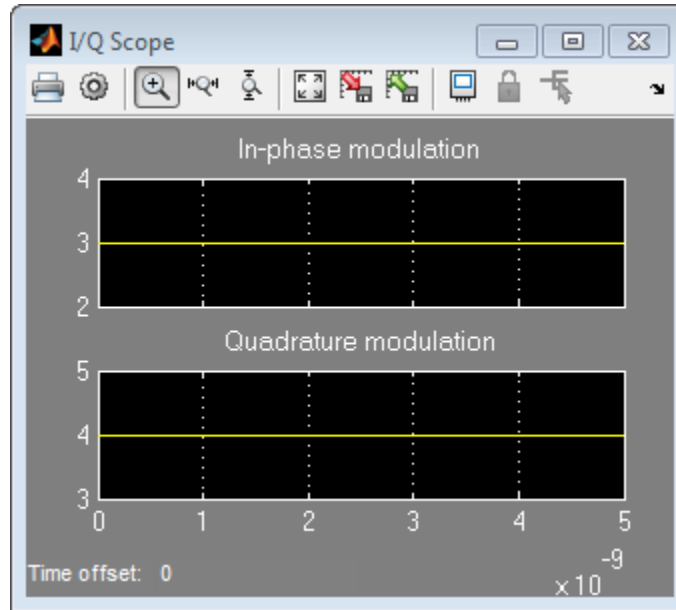 I/Q Scope
In-phase modulation
4
3
2
Quadrature modulation
5
4
3
0 1 2 3 4 5
Time offset: 0
x 10 -9